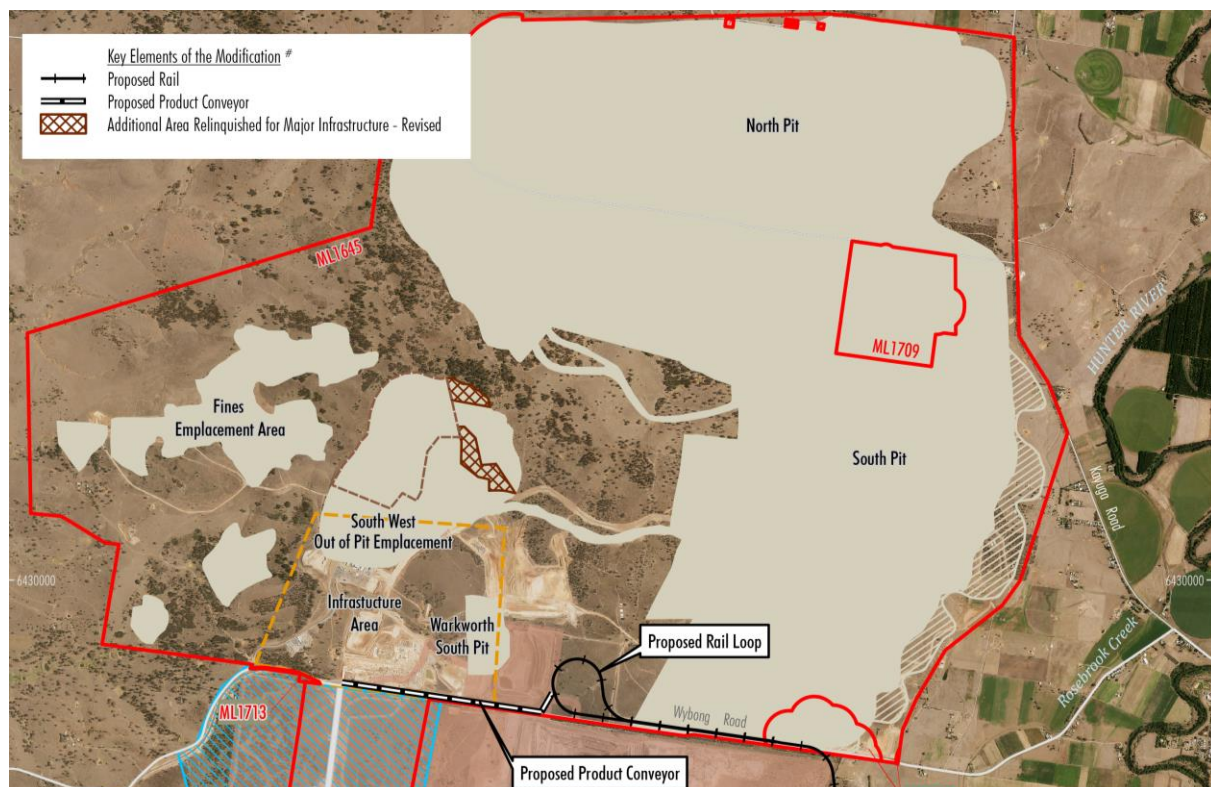 Key Elements of the Modification #
Proposed Rail
Proposed Product Conveyor
Additional Area Relinquished for Major Infrastructure - Revised
North Pit
ML1645
ML1709
HUNTER RIVER
Fines
Emplacement Area
South Pit
Kayuga Road
South West
Out of Pit Emplacement
6430000
6430000
Infrastucture
Area
Warkworth
South Pit
Proposed Rail Loop
Rosebrook Creek
ML1713
Wybong Road
Proposed Product Conveyor